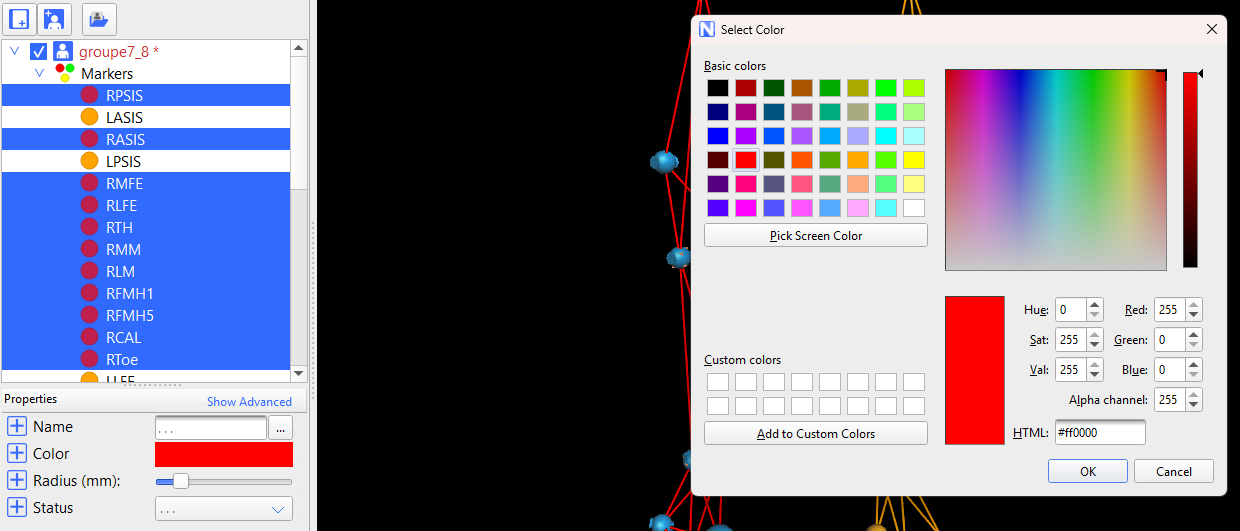 groupe7_8 *
Markers
RPSIS
LASIS
RASIS
LPSIS
RMFE
RLFE
RTH
RMM
RLM
RFMH1
RFMH5
RCAL
RToe
Properties
Show Advanced
Name
. . .
...
Color
Radius (mm):
Status
. . .
N Select Color
Basic colors
Pick Screen Color
Custom colors
Add to Custom Colors
Hue: 0
Red: 255
Sat: 255
Green: 0
Val: 255
Blue: 0
Alpha channel: 255
HTML: #ff0000
OK
Cancel